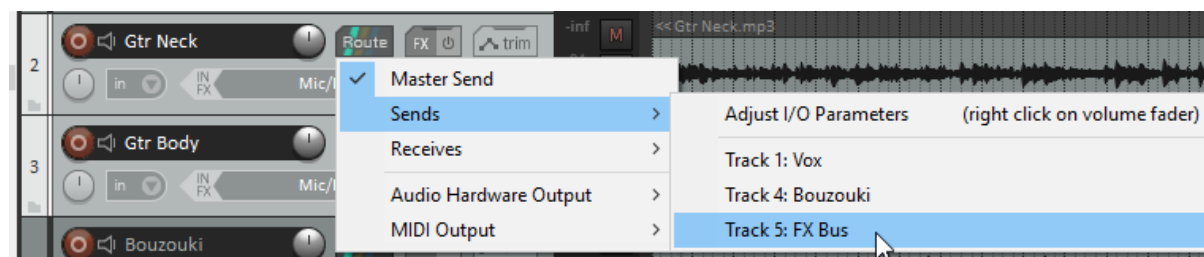 2
Gtr Neck
Route
FX
trim
-inf
M
<<Gtr Neck.mp3
in
IN
FX
Master Send
Sends
Adjust I/O Parameters (right click on volume fader)
3
Gtr Body
Receives
Track 1: Vox
in
IN
FX
Audio Hardware Output
Track 4: Bouzouki
Bouzouki
MIDI Output
Track 5: FX Bus